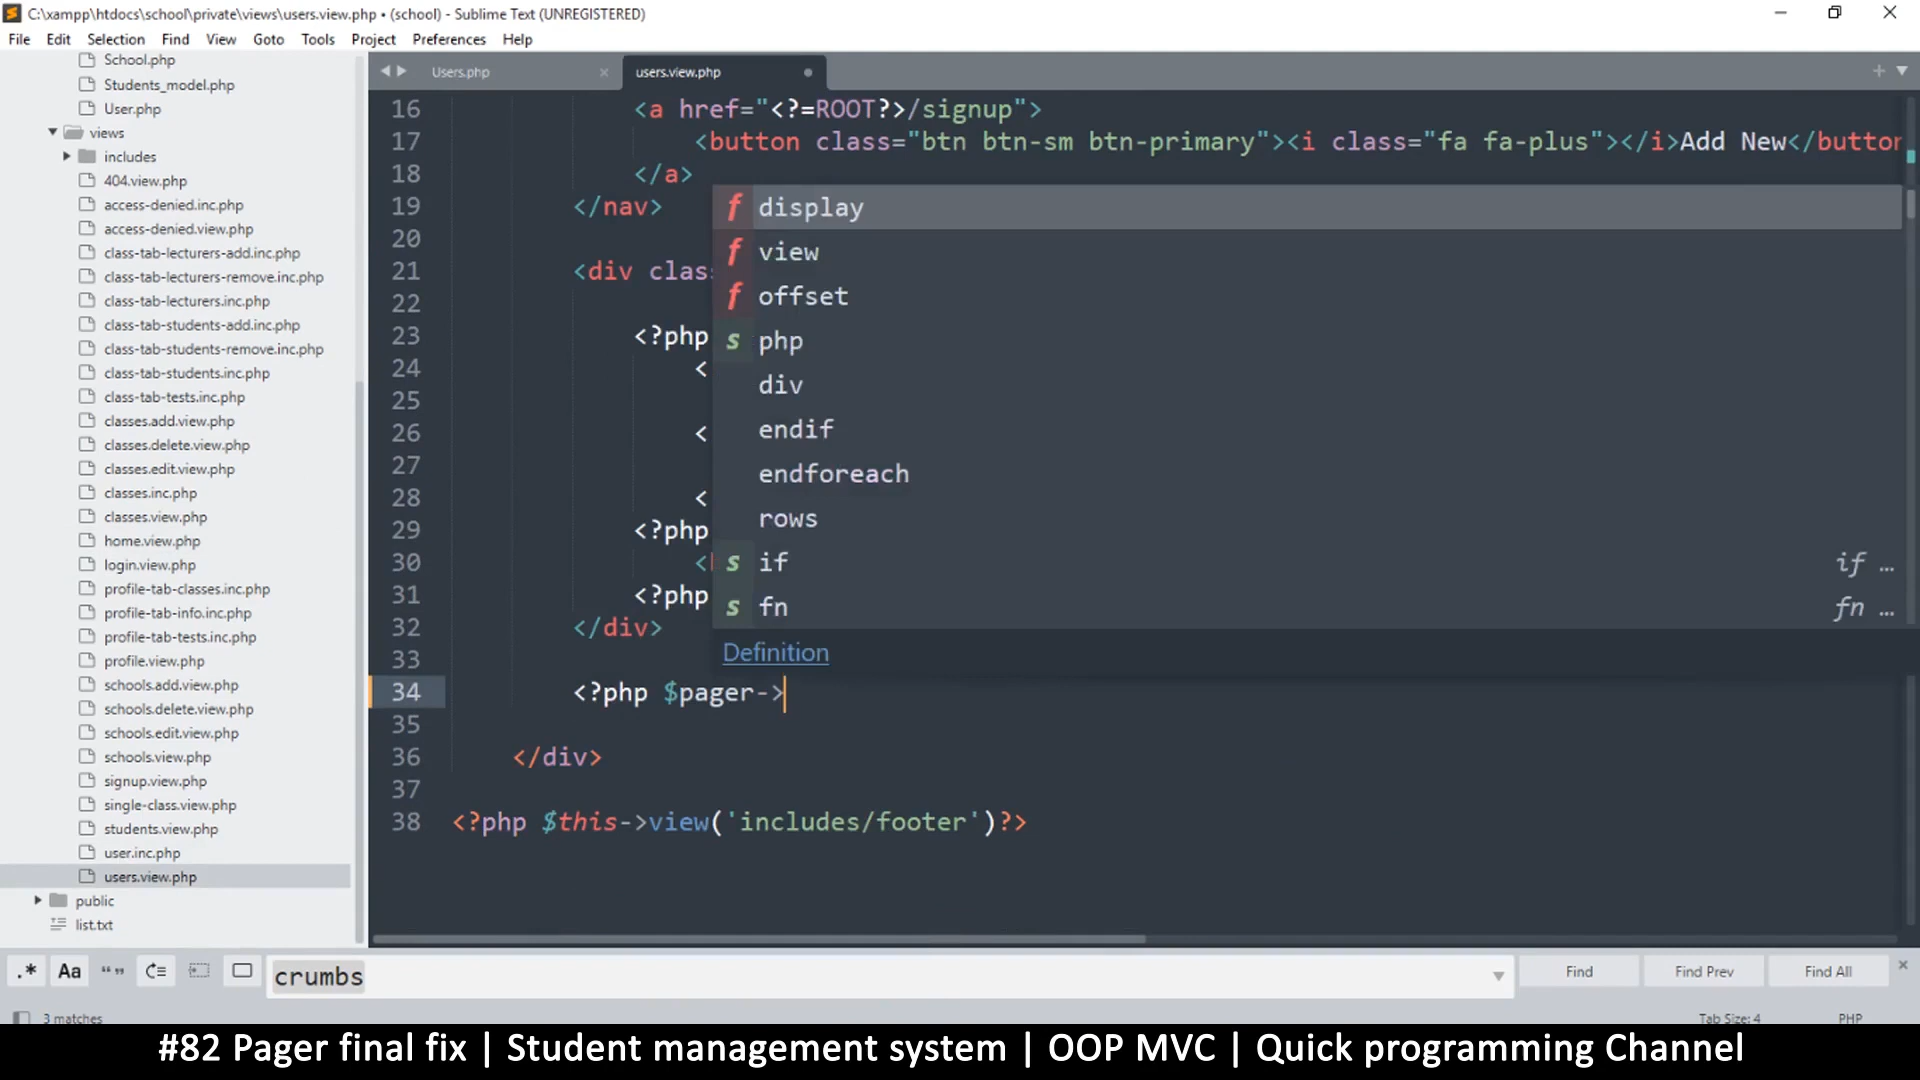 C:\xampp\htdocs\school\private\views\users.view.php • (school) - Sublime Text (UNREGISTERED)
File Edit Selection Find View Goto Tools Project Preferences Help
School.php
Students_model.php
User.php
views
includes
404.view.php
access-denied.inc.php
access-denied.view.php
class-tab-lecturers-add.inc.php
class-tab-lecturers-remove.inc.php
class-tab-lecturers.inc.php
class-tab-students-add.inc.php
class-tab-students-remove.inc.php
class-tab-students.inc.php
class-tab-tests.inc.php
classes.add.view.php
classes.delete.view.php
classes.edit.view.php
classes.inc.php
classes.view.php
home.view.php
login.view.php
profile-tab-classes.inc.php
profile-tab-info.inc.php
profile-tab-tests.inc.php
profile.view.php
schools.add.view.php
schools.delete.view.php
schools.edit.view.php
schools.view.php
signup.view.php
single-class.view.php
students.view.php
user.inc.php
users.view.php
public
list.txt
Users.php
users.view.php
16 <a href="<?=ROOT?>/signup">
17 <button class="btn btn-sm btn-primary"><i class="fa fa-plus"></i>Add New</button
18 </a>
19 </nav>
20
21 <div clas
22
23 <?php
24 <
25
26 <
27
28 <
29 <?php
30 <
31 <?php
32 </div>
33
34 <?php $pager->
35
36 </div>
37
38 <?php $this->view('includes/footer')?>
f display
f view
f offset
s php
div
endif
endforeach
rows
s if if …
s fn fn …
Definition
.* Aa “” crumbs Find Find Prev Find All
3 matches Tab Size: 4 PHP
#82 Pager final fix | Student management system | OOP MVC | Quick programming Channel